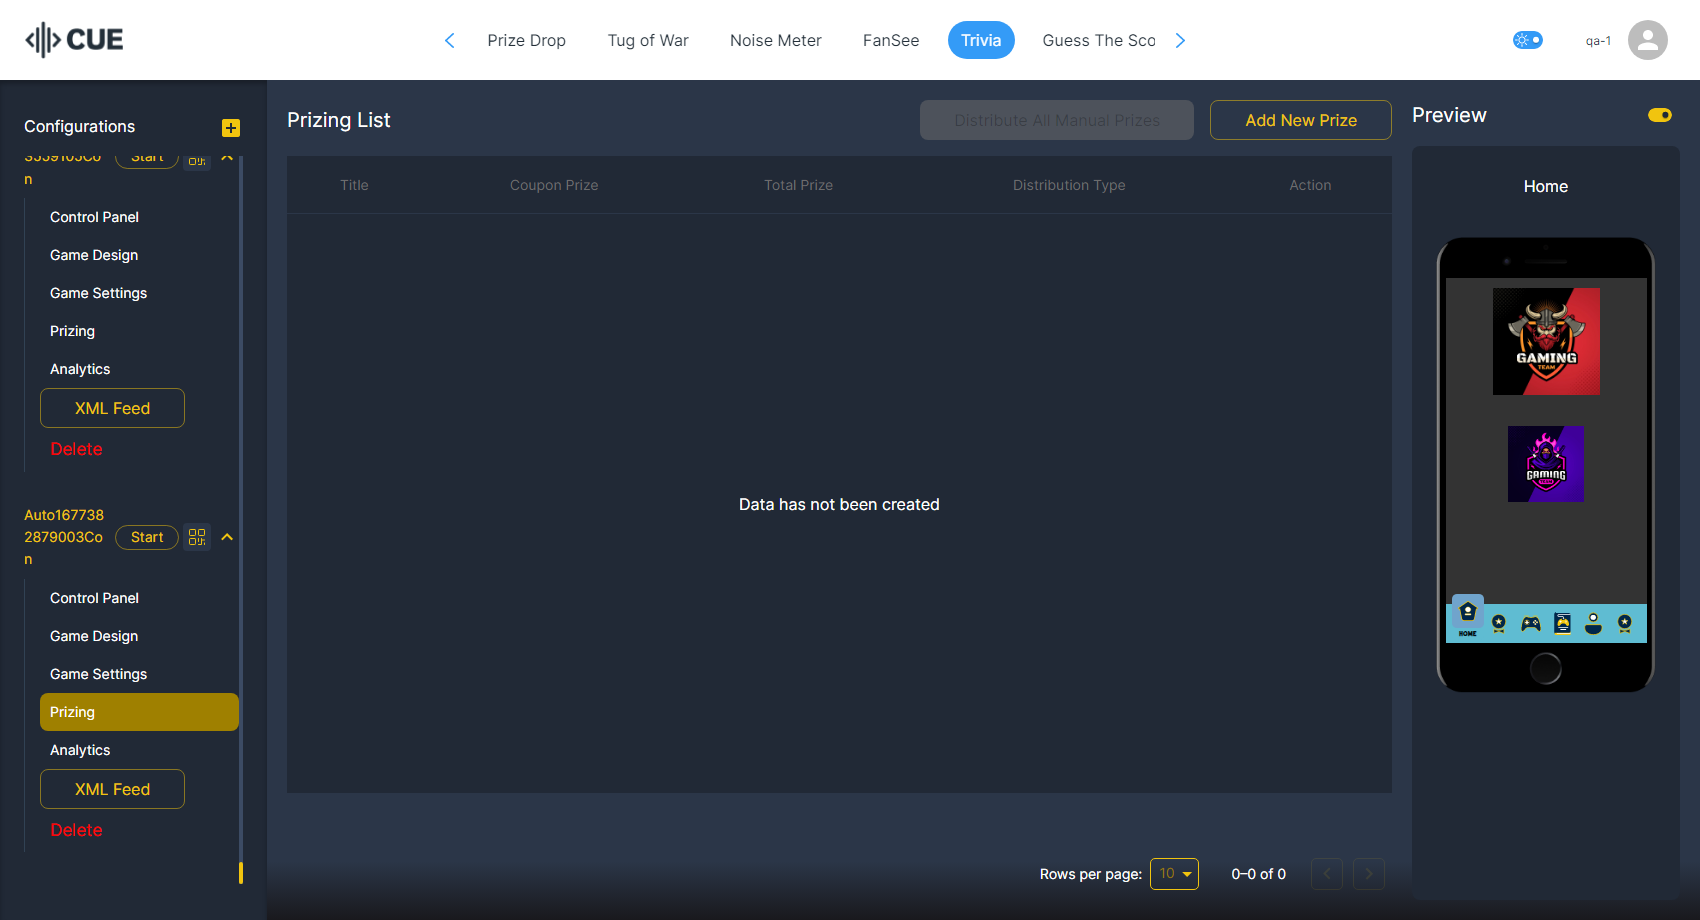 CUE
Prize Drop
Tug of War
Noise Meter
FanSee
Trivia
Guess The Sco
qa-1
Configurations
Start
n
Control Panel
Game Design
Game Settings
Prizing
Analytics
XML Feed
Delete
Auto167738
2879003Co
n
Start
Control Panel
Game Design
Game Settings
Prizing
Analytics
XML Feed
Delete
Prizing List
Distribute All Manual Prizes
Add New Prize
Title
Coupon Prize
Total Prize
Distribution Type
Action
Data has not been created
Rows per page:
10
0–0 of 0
Preview
Home
GAMING
TEAM
GAMING
HOME